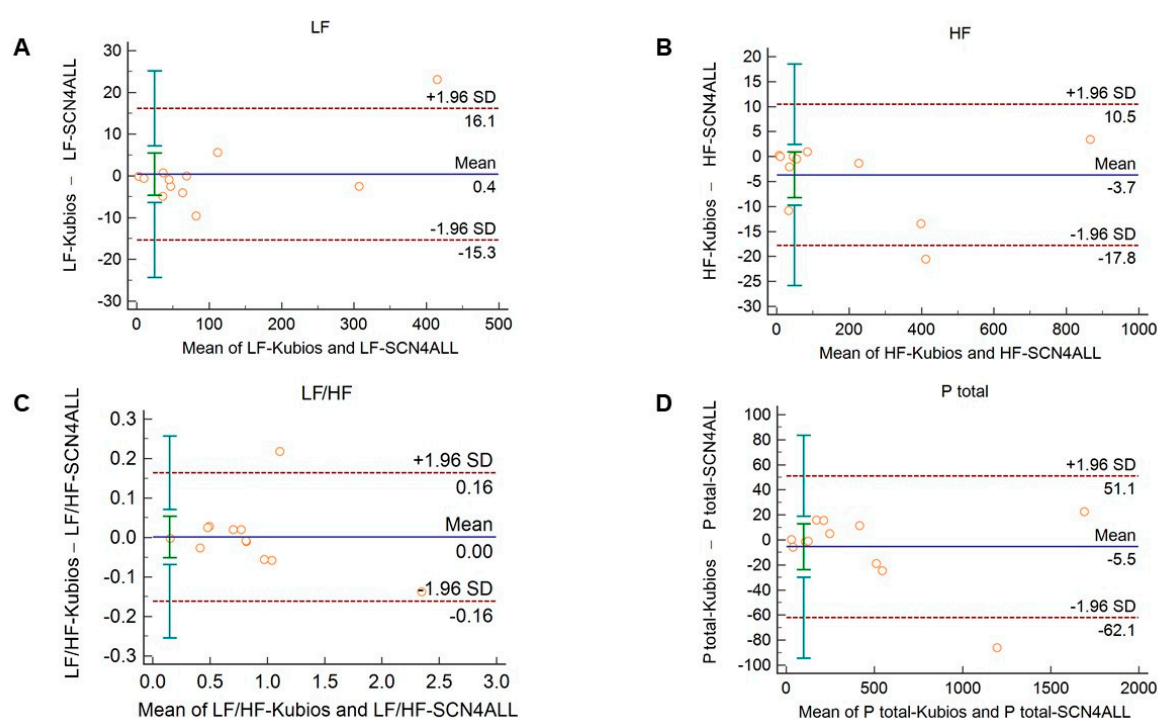 A
LF
LF-Kubios – LF-SCN4ALL
30
20
10
0
-10
-20
-30
+1.96 SD
16.1
Mean
0.4
-1.96 SD
-15.3
0 100 200 300 400 500
Mean of LF-Kubios and LF-SCN4ALL
B
HF
HF-Kubios – HF-SCN4ALL
20
15
10
5
0
-5
-10
-15
-20
-25
-30
+1.96 SD
10.5
Mean
-3.7
-1.96 SD
-17.8
0 200 400 600 800 1000
Mean of HF-Kubios and HF-SCN4ALL
C
LF/HF
LF/HF-Kubios – LF/HF-SCN4ALL
0.3
0.2
0.1
0.0
-0.1
-0.2
-0.3
+1.96 SD
0.16
Mean
0.00
-1.96 SD
-0.16
0.0 0.5 1.0 1.5 2.0 2.5 3.0
Mean of LF/HF-Kubios and LF/HF-SCN4ALL
D
P total
P total-Kubios – P total-SCN4ALL
100
80
60
40
20
0
-20
-40
-60
-80
-100
+1.96 SD
51.1
Mean
-5.5
-1.96 SD
-62.1
0 500 1000 1500 2000
Mean of P total-Kubios and P total-SCN4ALL